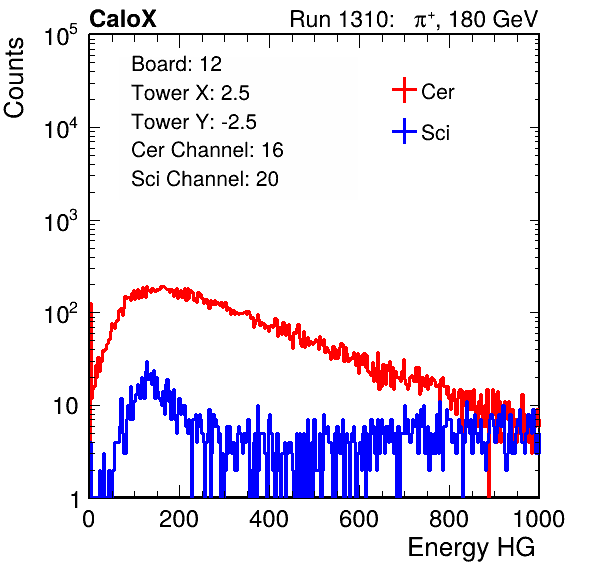 CaloX Run 1310: π⁺, 180 GeV
Counts
10⁵
10⁴
10³
10²
10
1
Board: 12
Tower X: 2.5
Tower Y: -2.5
Cer Channel: 16
Sci Channel: 20
Cer
Sci
0 200 400 600 800 1000
Energy HG